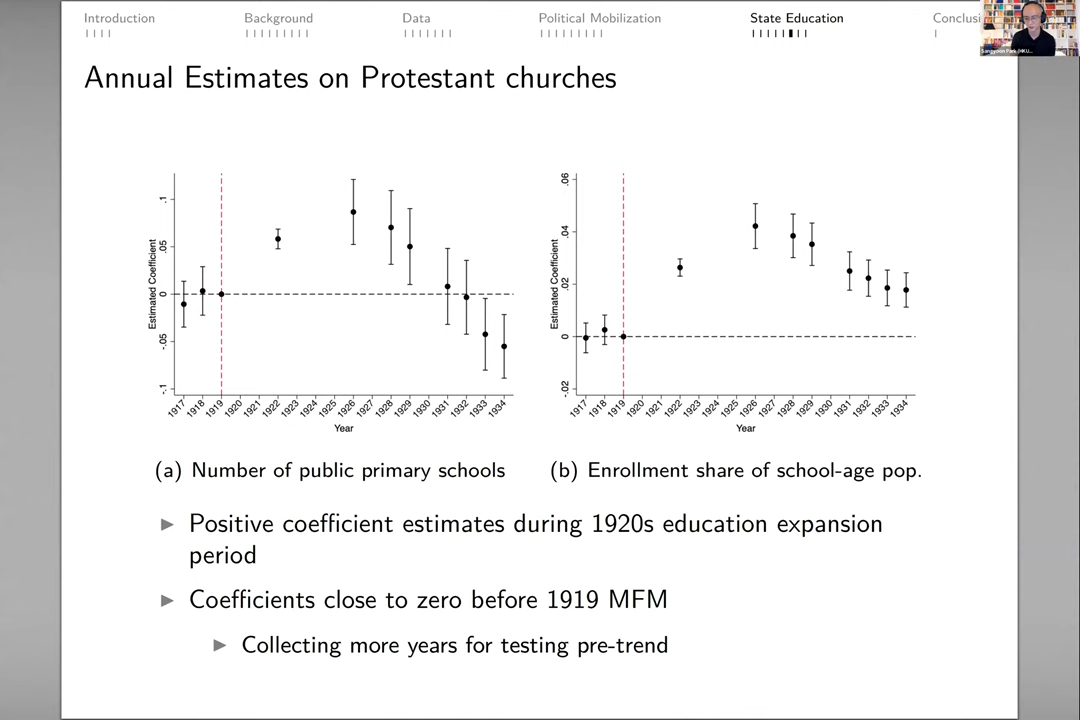 Introduction Background Data Political Mobilization State Education Conclusi
Sangyoon Park (HKU...
Annual Estimates on Protestant churches
Estimated Coefficient
.1
.05
0
-.05
-.1
1917 1918 1919 1920 1921 1922 1923 1924 1925 1926 1927 1928 1929 1930 1931 1932 1933 1934
Year
(a) Number of public primary schools
Estimated Coefficient
.06
.04
.02
0
-.02
1917 1918 1919 1920 1921 1922 1923 1924 1925 1926 1927 1928 1929 1930 1931 1932 1933 1934
Year
(b) Enrollment share of school-age pop.
Positive coefficient estimates during 1920s education expansion
period
Coefficients close to zero before 1919 MFM
Collecting more years for testing pre-trend